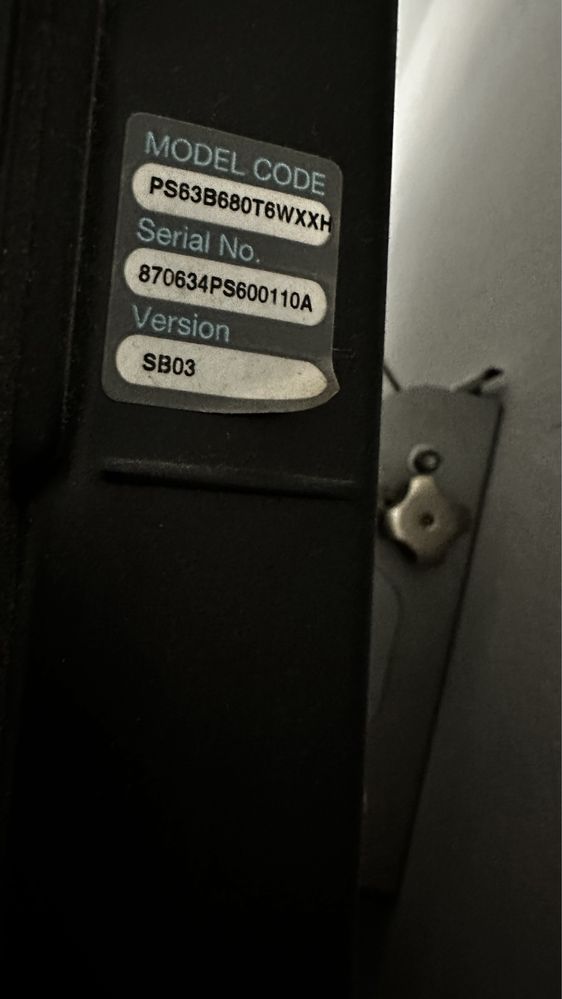 MODEL CODE
PS63B680T6WXXH
Serial No.
870634PS600110A
Version
SB03